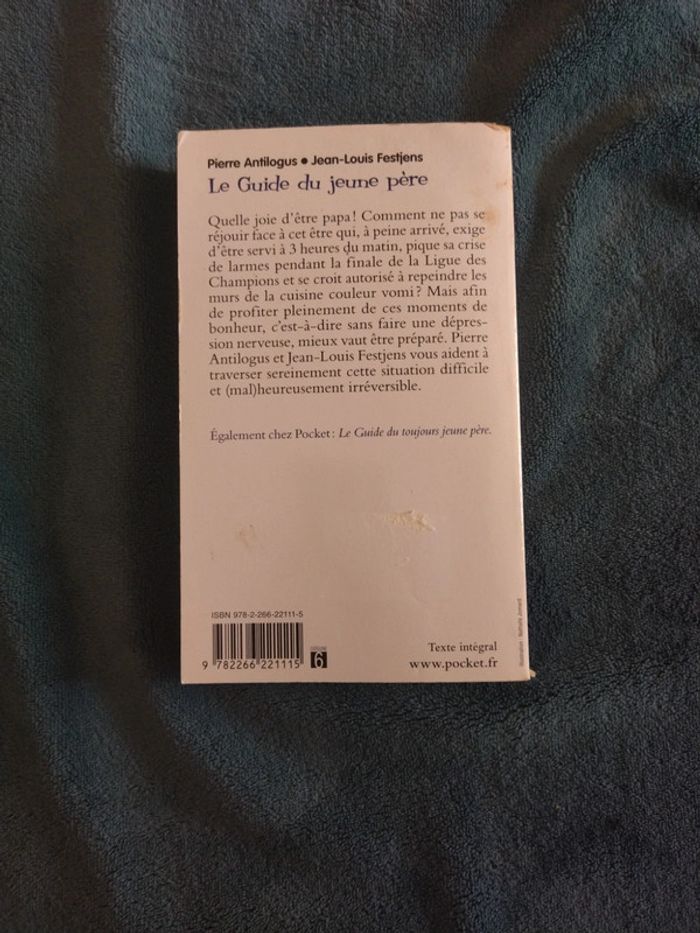 Pierre Antilogus • Jean-Louis Festjens
Le Guide du jeune père
Quelle joie d'être papa ! Comment ne pas se
réjouir face à cet être qui, à peine arrivé, exige
d'être servi à 3 heures du matin, pique sa crise
de larmes pendant la finale de la Ligue des
Champions et se croit autorisé à repeindre les
murs de la cuisine couleur vomi ? Mais afin
de profiter pleinement de ces moments de
bonheur, c'est-à-dire sans faire une dépres-
sion nerveuse, mieux vaut être préparé. Pierre
Antilogus et Jean-Louis Festjens vous aident à
traverser sereinement cette situation difficile
et (mal)heureusement irréversible.
Également chez Pocket : Le Guide du toujours jeune père.
ISBN 978-2-266-22111-5
9 782266 221115
6
Texte intégral
www.pocket.fr
Illustration : Nathalie Jomard